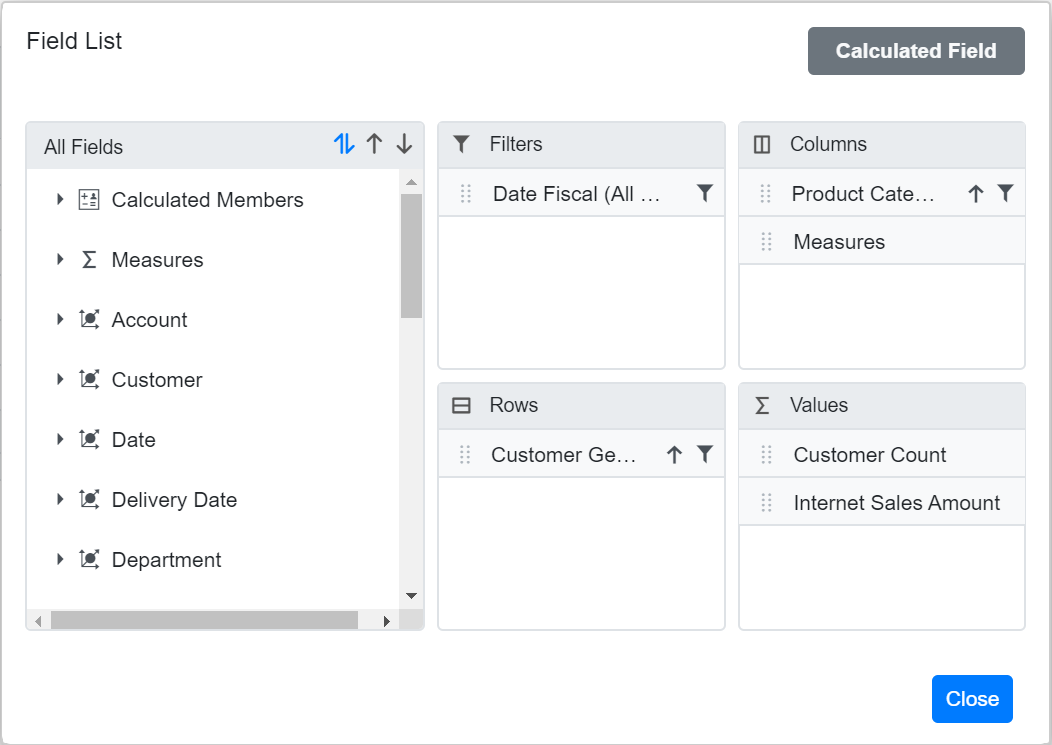 Field List
Calculated Field
All Fields
Calculated Members
Measures
Account
Customer
Date
Delivery Date
Department
Filters
Date Fiscal (All ...
Columns
Product Cate...
Measures
Rows
Customer Ge...
Values
Customer Count
Internet Sales Amount
Close